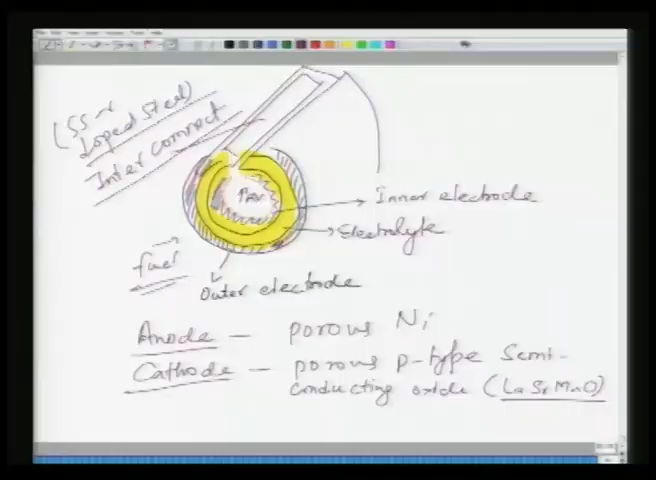 (SS or
Doped Steel)
Inter connect
Air
Inner electrode
Electrolyte
fuel
Outer electrode
Anode — porous Ni
Cathode — porous p-type Semi-
conducting oxide (LaSrMnO)